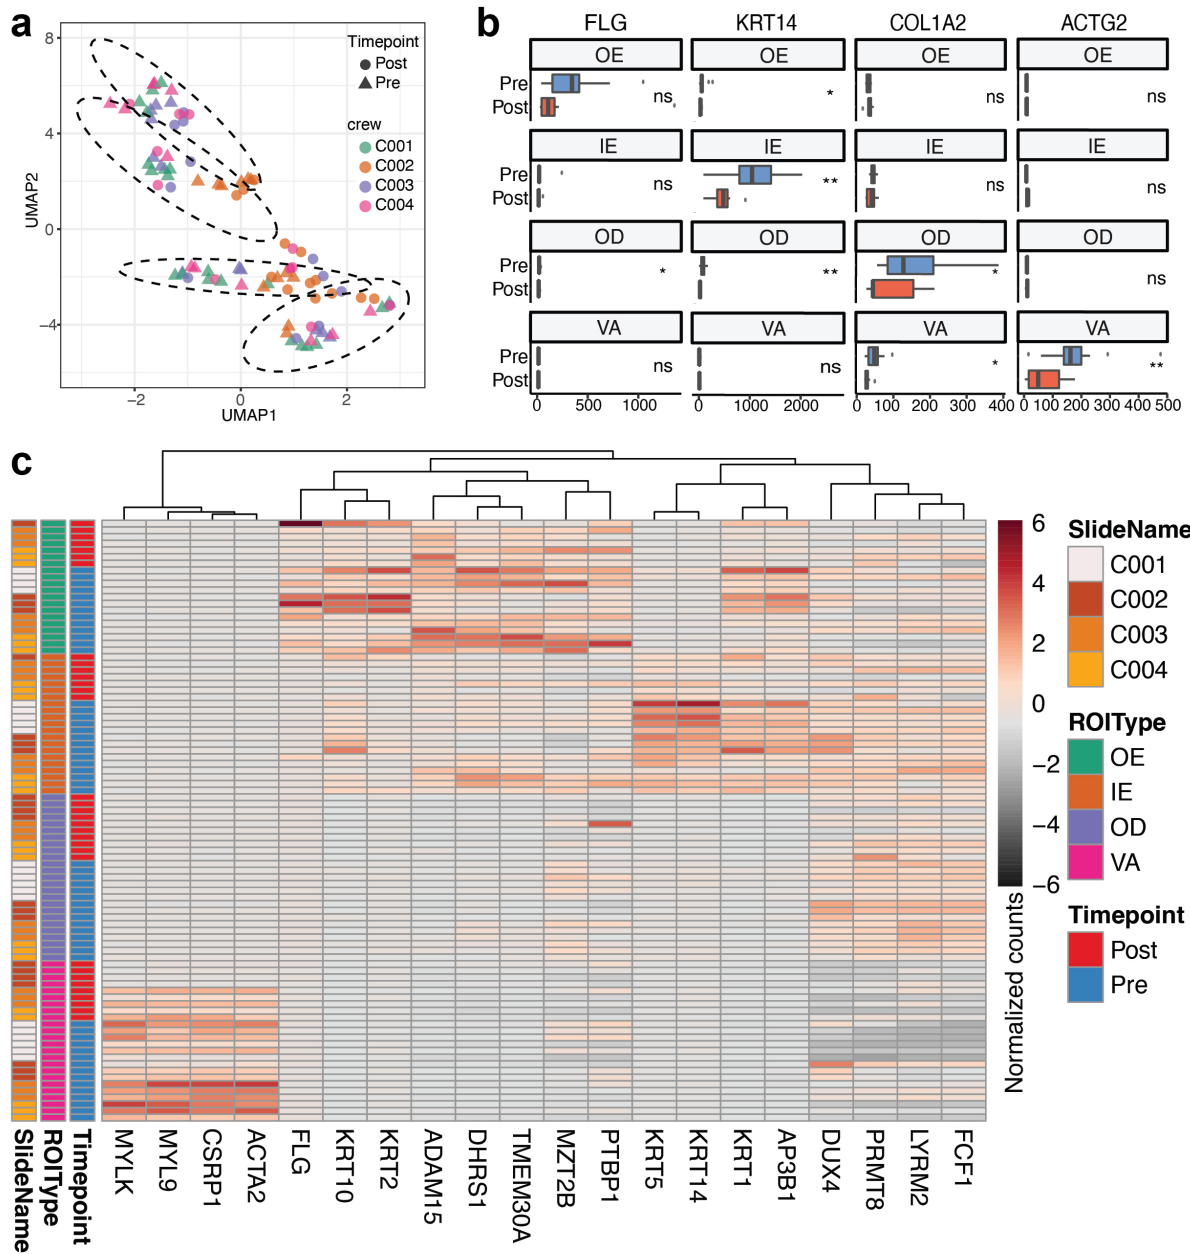 a
8
4
0
−4
UMAP2
−2
0
2
UMAP1
Timepoint
Post
Pre
crew
C001
C002
C003
C004
b
FLG
KRT14
COL1A2
ACTG2
OE
OE
OE
OE
Pre
Post
ns
*
ns
ns
IE
IE
IE
IE
Pre
Post
ns
**
ns
ns
OD
OD
OD
OD
Pre
Post
*
**
*
ns
VA
VA
VA
VA
Pre
Post
ns
ns
*
**
0 500 1000
0 1000 2000
0 100 200 300 400
0 100 200 300 400 500
c
6
4
2
0
−2
−4
−6
Normalized counts
SlideName
C001
C002
C003
C004
ROIType
OE
IE
OD
VA
Timepoint
Post
Pre
SlideName
ROIType
Timepoint
MYLK
MYL9
CSRP1
ACTA2
FLG
KRT10
KRT2
ADAM15
DHRS1
TMEM30A
MZT2B
PTBP1
KRT5
KRT14
KRT1
AP3B1
DUX4
PRMT8
LYRM2
FCF1